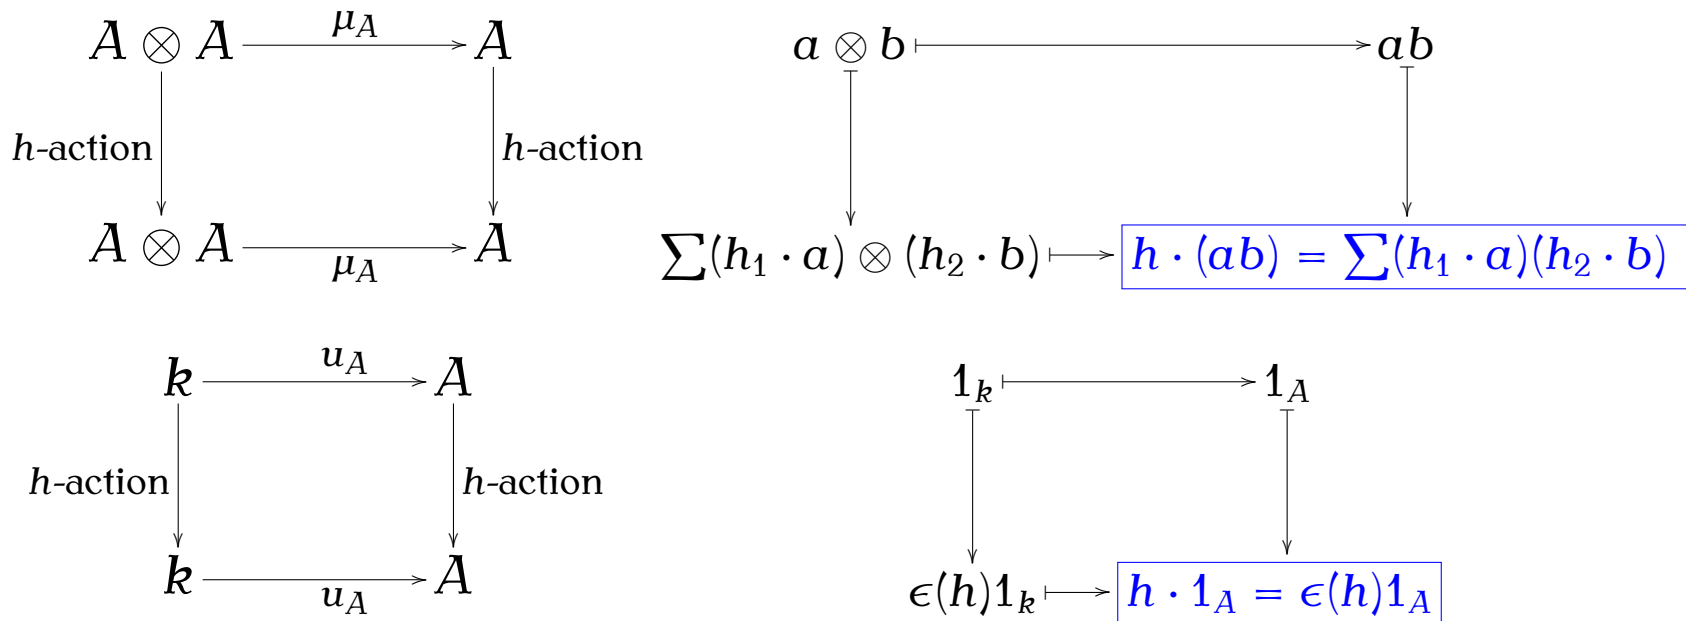 A ⊗ A μ_A A a ⊗ b ab
h-action h-action
A ⊗ A μ_A A ∑(h₁ · a) ⊗ (h₂ · b) h · (ab) = ∑(h₁ · a)(h₂ · b)
k u_A A 1_k 1_A
h-action h-action
k u_A A ϵ(h)1_k h · 1_A = ϵ(h)1_A